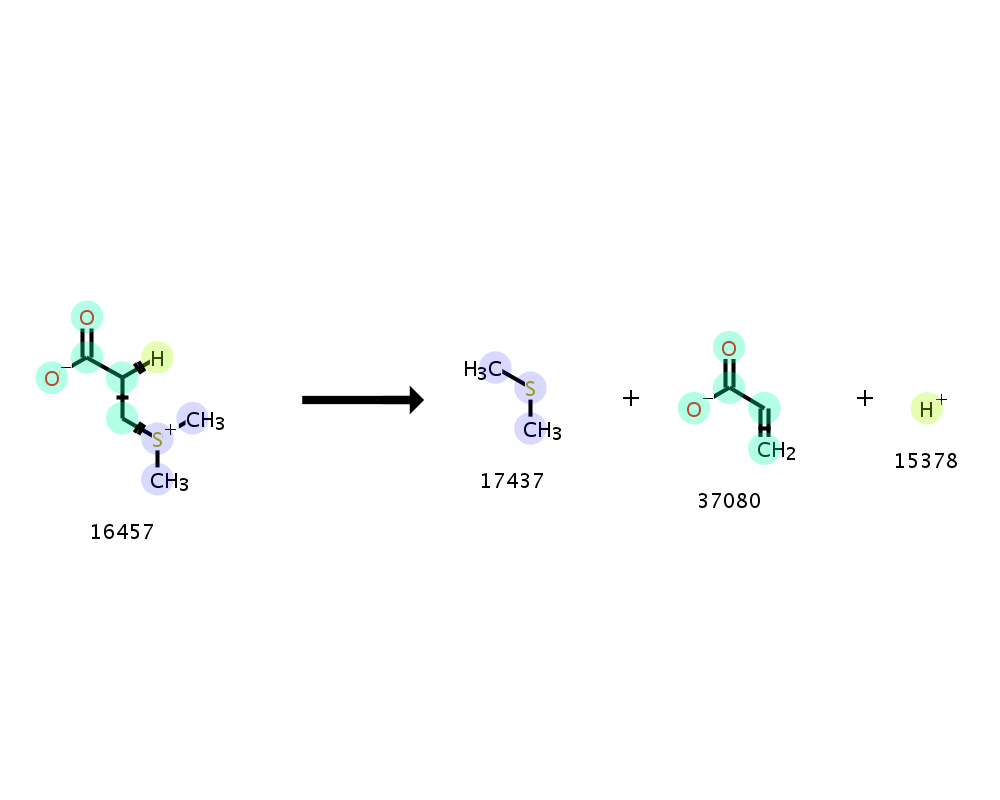 O
O⁻
H
S⁺
CH₃
CH₃
16457
H₃C
S
CH₃
17437
+
O
O⁻
CH₂
37080
+
H⁺
15378